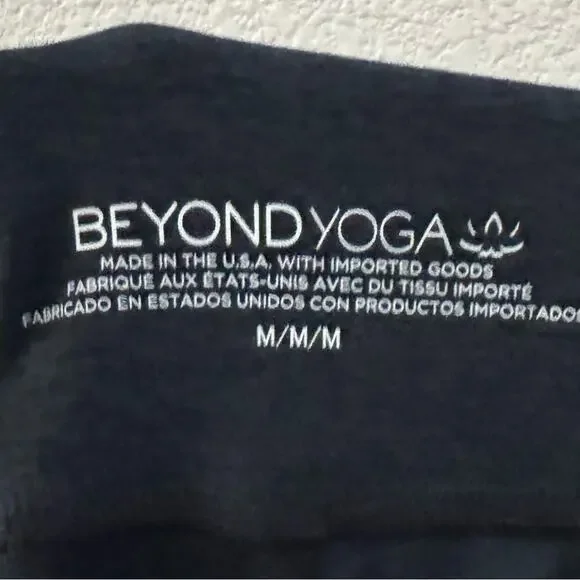 BEYOND YOGA
MADE IN THE U.S.A. WITH IMPORTED GOODS
FABRIQUÉ AUX ÉTATS-UNIS AVEC DU TISSU IMPORTÉ
FABRICADO EN ESTADOS UNIDOS CON PRODUCTOS IMPORTADO
M/M/M